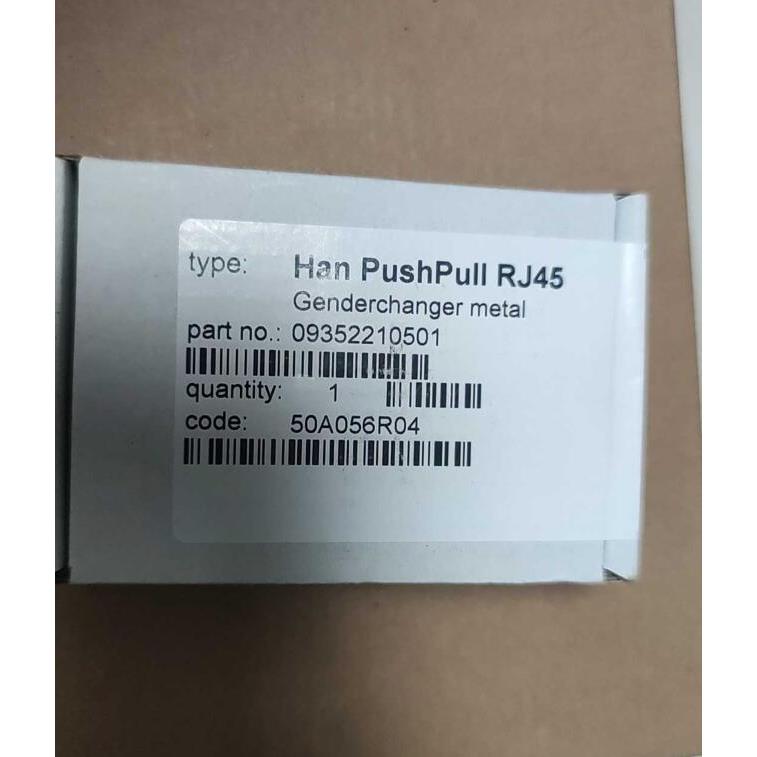 type: Han PushPull RJ45
Genderchanger metal
part no.: 09352210501
quantity: 1
code: 50A056R04